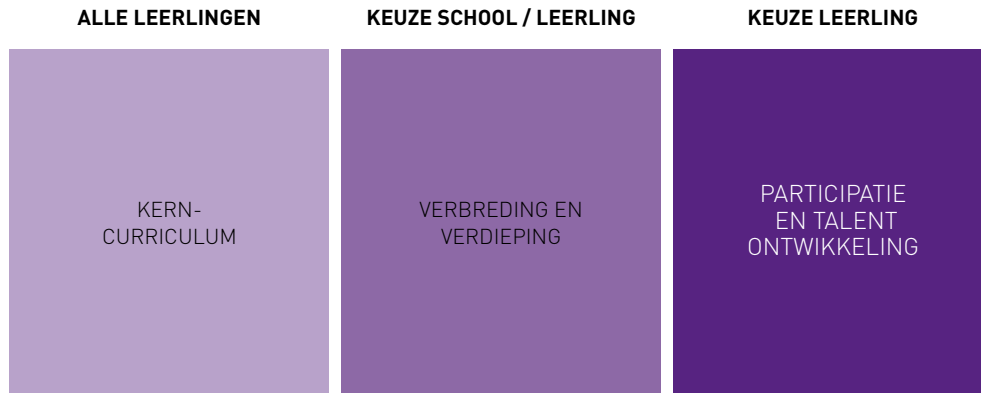 ALLE LEERLINGEN
KEUZE SCHOOL / LEERLING
KEUZE LEERLING
KERN-
CURRICULUM
VERBREDING EN
VERDIEPING
PARTICIPATIE
EN TALENT
ONTWIKKELING